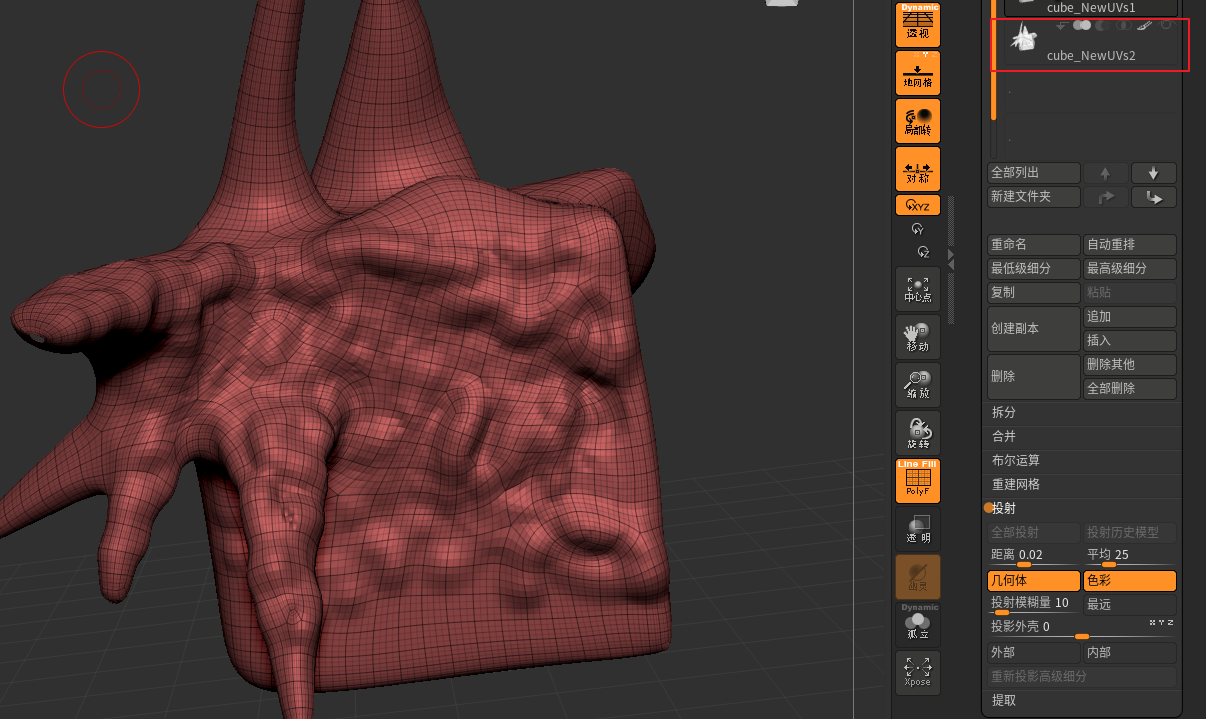 Dynamic
透视
地网格
局部转
对称
XYZ
Y
Z
中心点
移动
缩放
旋转
Line Fill
PolyF
透明
Dynamic
孤立
Xpose
cube_NewUVs1
cube_NewUVs2
全部列出
新建文件夹
重命名 自动重排
最低级细分 最高级细分
复制 粘贴
创建副本 追加
插入
删除 删除其他
全部删除
拆分
合并
布尔运算
重建网格
投射
全部投射 投射历史模型
距离 0.02 平均 25
几何体 色彩
投射模糊量 10 最远
投影外壳 0 X Y Z
外部 内部
重新投影高级细分
提取